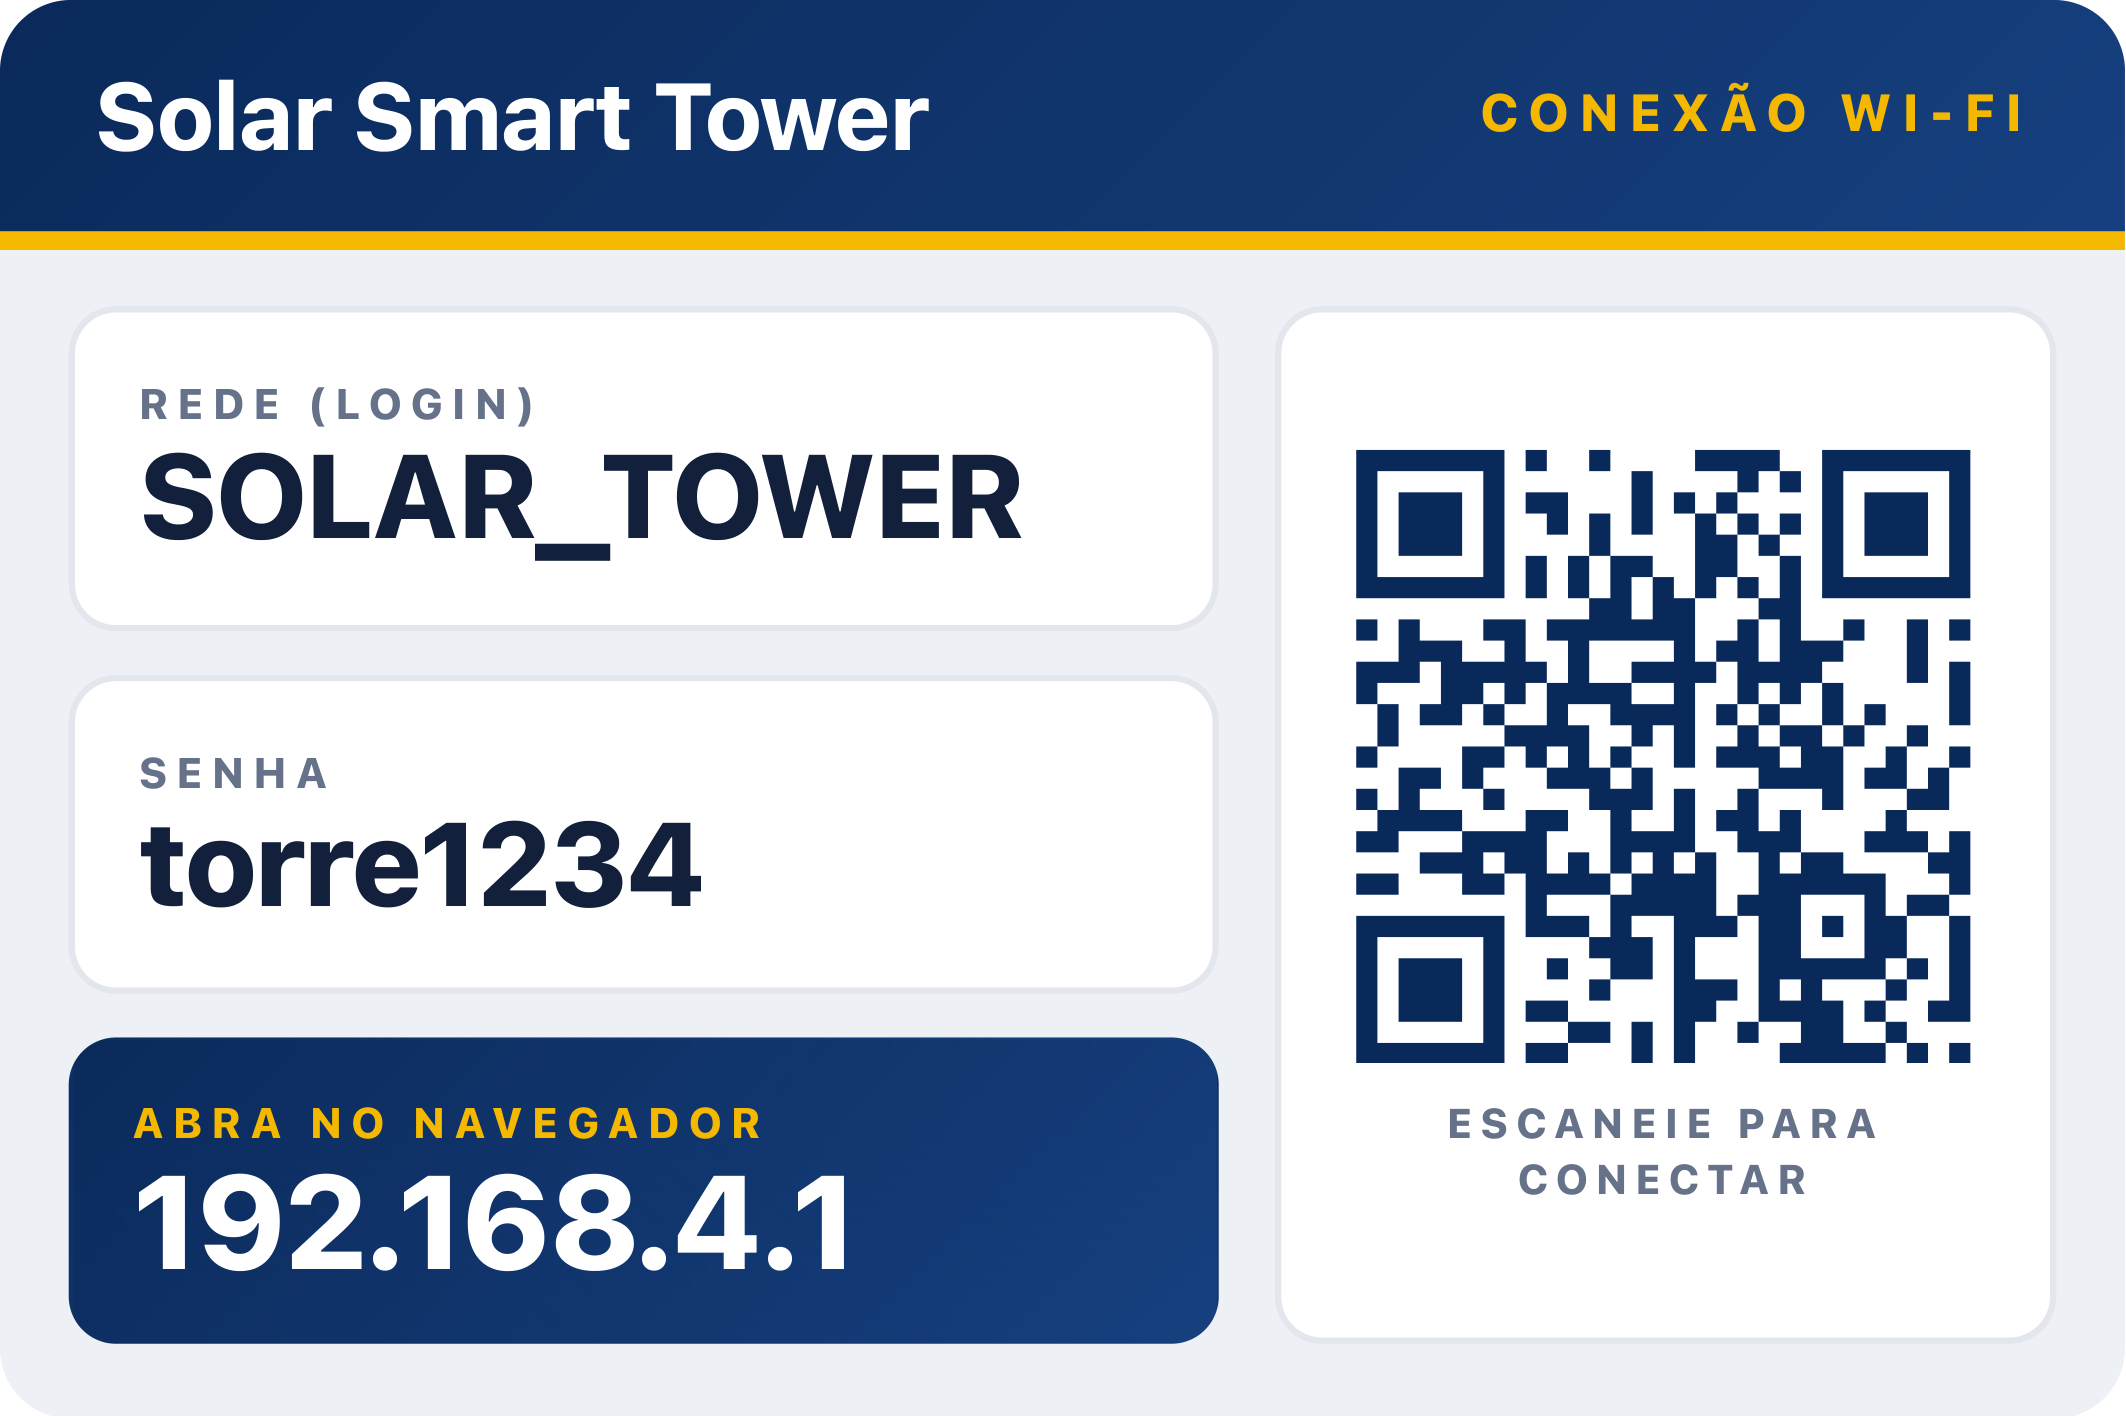 Solar Smart Tower
CONEXÃO WI-FI
REDE (LOGIN)
SOLAR_TOWER
SENHA
torre1234
ABRA NO NAVEGADOR
192.168.4.1
ESCANEIE PARA
CONECTAR